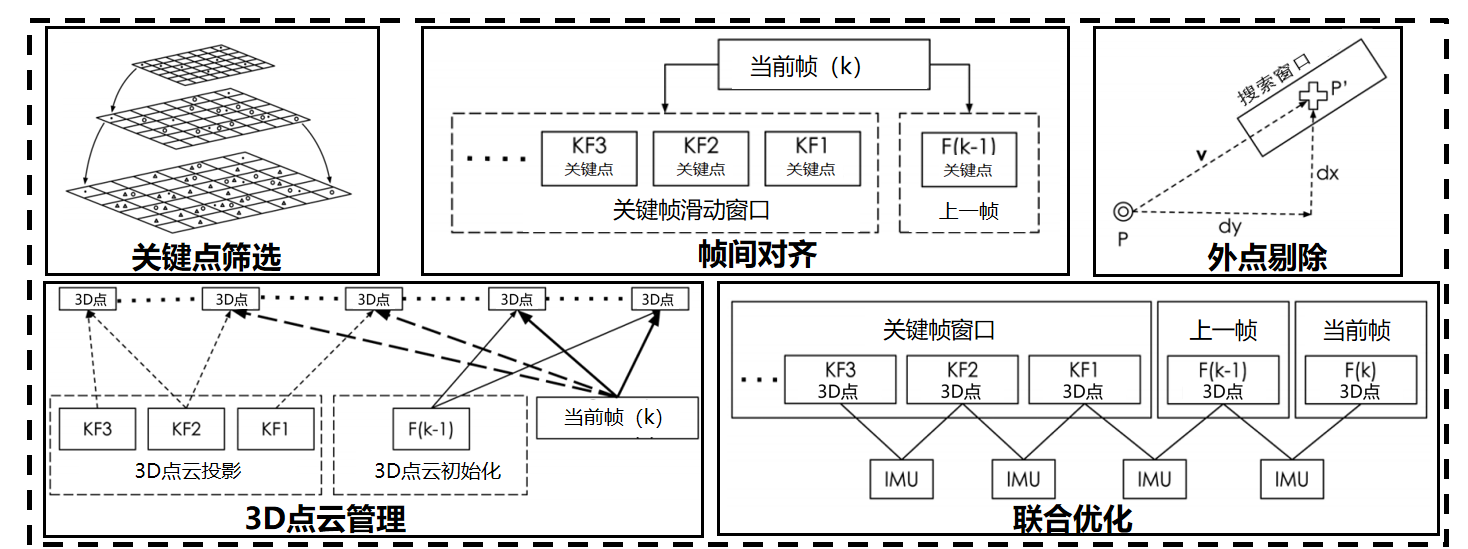 关键点筛选
当前帧（k）
KF3
关键点
KF2
关键点
KF1
关键点
关键帧滑动窗口
F(k-1)
关键点
上一帧
帧间对齐
搜索窗口
P'
v
dx
dy
P
外点剔除
3D点
3D点
3D点
3D点
3D点
KF3
KF2
KF1
3D点云投影
F(k-1)
3D点云初始化
当前帧（k）
3D点云管理
关键帧窗口
KF3
3D点
KF2
3D点
KF1
3D点
上一帧
F(k-1)
3D点
当前帧
F(k)
3D点
IMU
IMU
IMU
IMU
联合优化